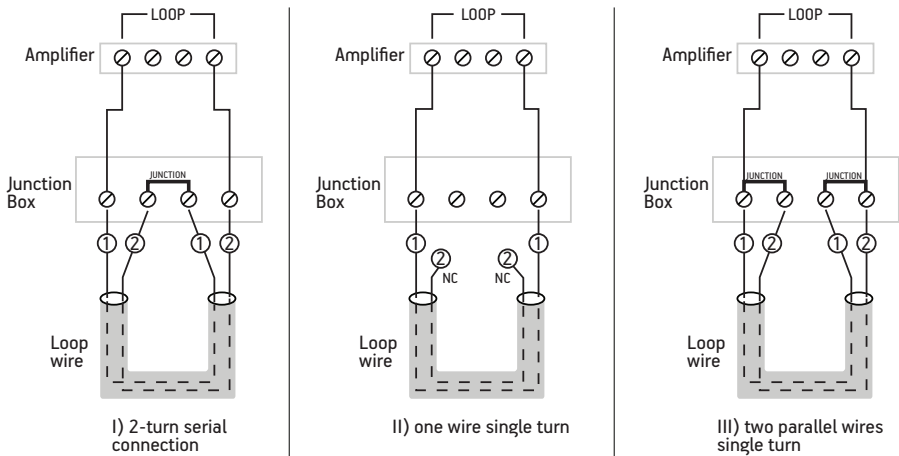 LOOP
Amplifier
Junction
Box
JUNCTION
1 2 1 2
Loop
wire
I) 2-turn serial
connection
LOOP
Amplifier
Junction
Box
1 1
2 2
NC NC
Loop
wire
II) one wire single turn
LOOP
Amplifier
Junction
Box
JUNCTION JUNCTION
1 2 1 2
Loop
wire
III) two parallel wires
single turn